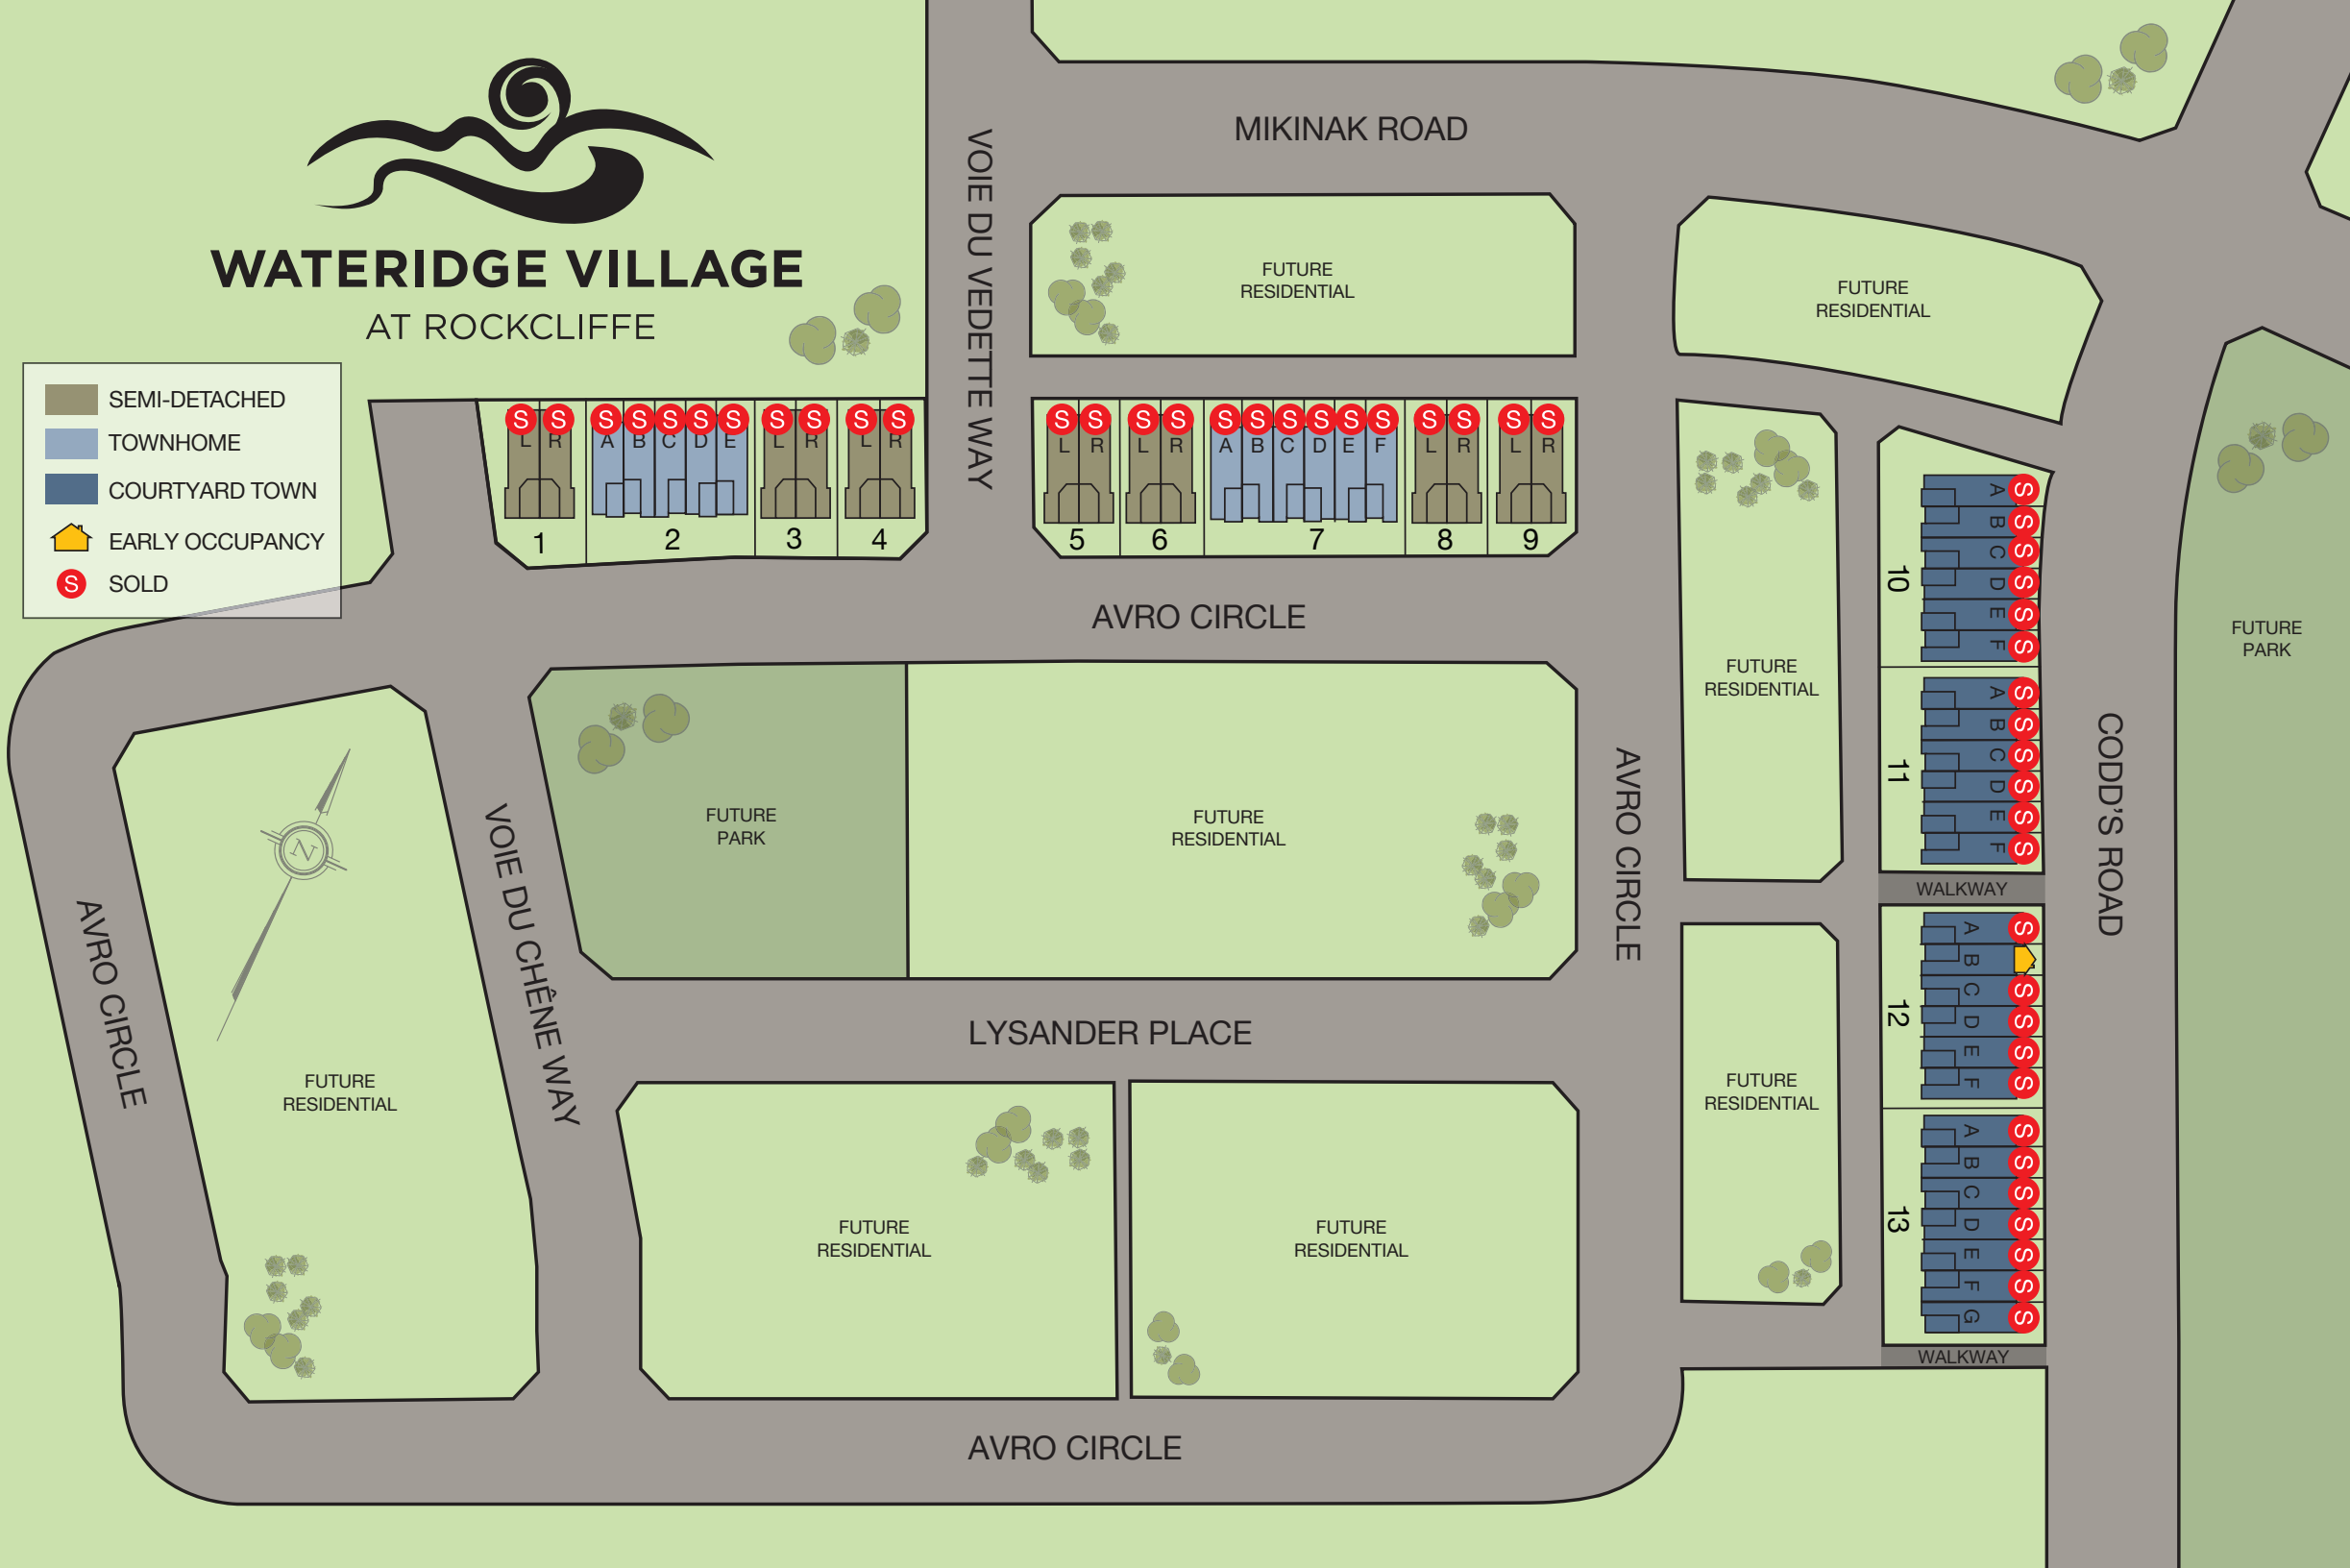 WATERIDGE VILLAGE
AT ROCKCLIFFE
SEMI-DETACHED
TOWNHOME
COURTYARD TOWN
EARLY OCCUPANCY
S SOLD
MIKINAK ROAD
VOIE DU VEDETTE WAY
FUTURE
RESIDENTIAL
FUTURE
RESIDENTIAL
S S S S S S S S S S S
L R A B C D E L R L R
1 2 3 4
S S S S S S S S S S S S S S
L R L R A B C D E F L R L R
5 6 7 8 9
AVRO CIRCLE
FUTURE
RESIDENTIAL
10
A S
B S
C S
D S
E S
F S
11
A S
B S
C S
D S
E S
F S
WALKWAY
12
A S
B
C S
D S
E S
F S
13
A S
B S
C S
D S
E S
F S
G S
WALKWAY
CODD'S ROAD
FUTURE
PARK
FUTURE
PARK
FUTURE
RESIDENTIAL
AVRO CIRCLE
VOIE DU CHÊNE WAY
N
AVRO CIRCLE
FUTURE
RESIDENTIAL
LYSANDER PLACE
FUTURE
RESIDENTIAL
FUTURE
RESIDENTIAL
FUTURE
RESIDENTIAL
AVRO CIRCLE